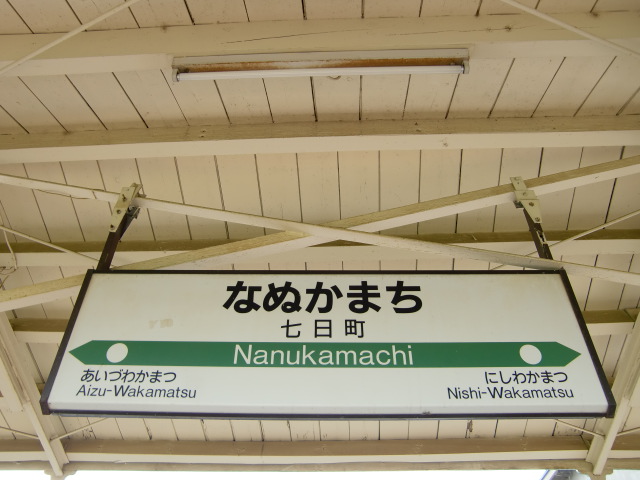 なぬかまち
七日町
Nanukamachi
あいづわかまつ
Aizu-Wakamatsu
にしわかまつ
Nishi-Wakamatsu